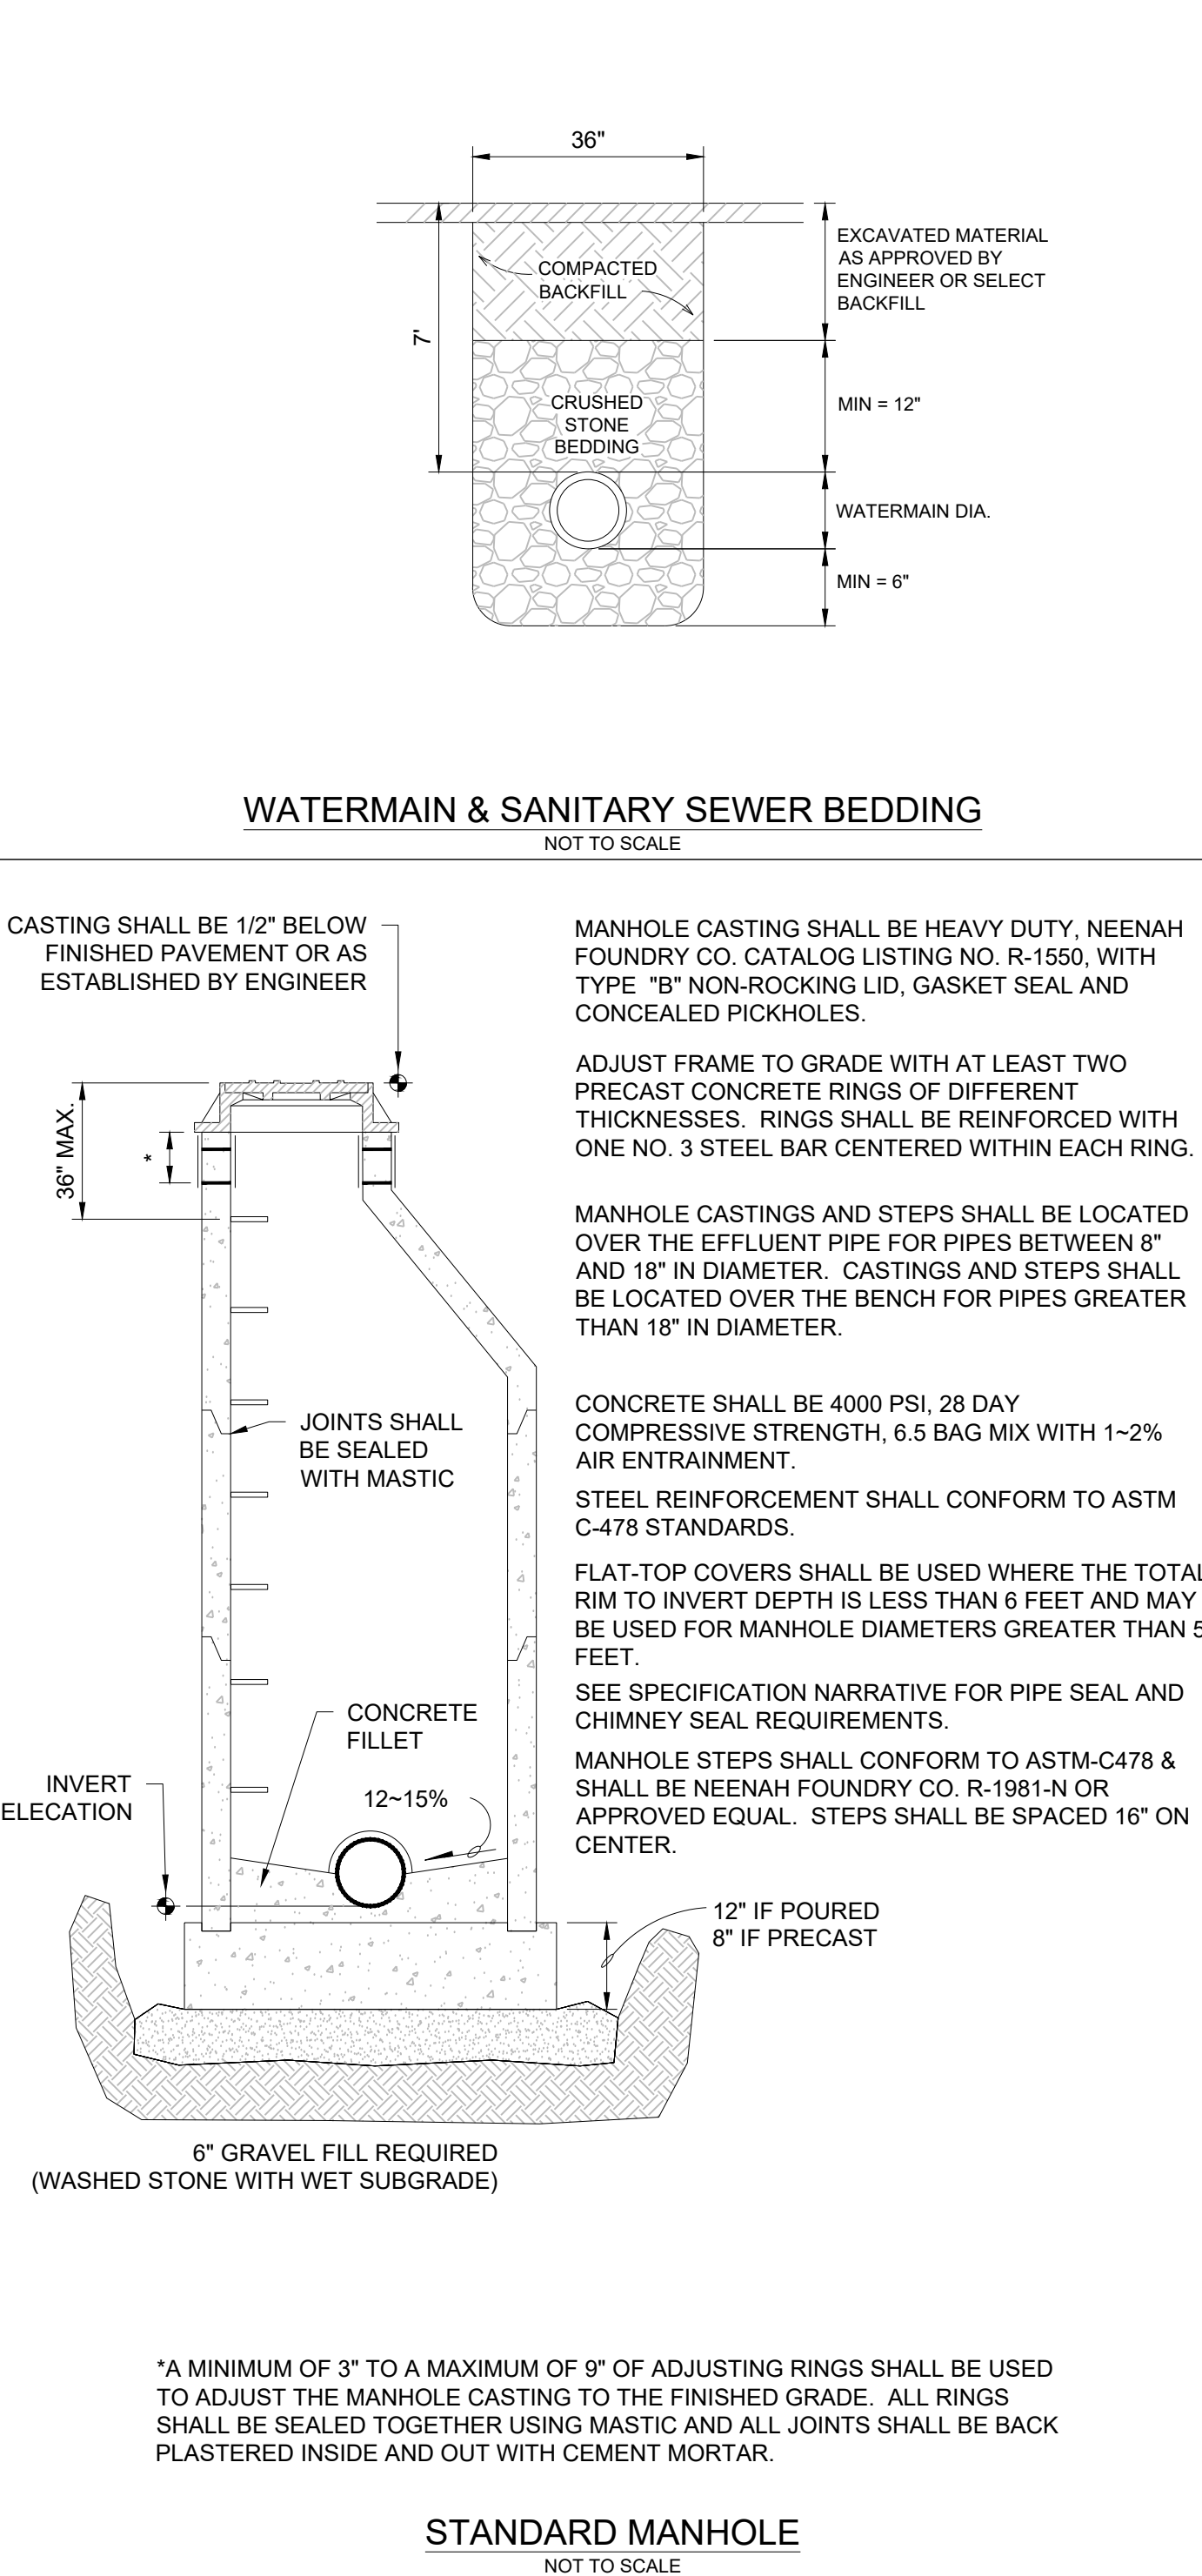 36"
EXCAVATED MATERIAL
AS APPROVED BY
ENGINEER OR SELECT
BACKFILL
COMPACTED
BACKFILL
7'
CRUSHED
STONE
BEDDING
MIN = 12"
WATERMAIN DIA.
MIN = 6"
WATERMAIN & SANITARY SEWER BEDDING
NOT TO SCALE
CASTING SHALL BE 1/2" BELOW
FINISHED PAVEMENT OR AS
ESTABLISHED BY ENGINEER
36" MAX.
*
JOINTS SHALL
BE SEALED
WITH MASTIC
CONCRETE
FILLET
INVERT
ELECATION
12~15%
12" IF POURED
8" IF PRECAST
6" GRAVEL FILL REQUIRED
(WASHED STONE WITH WET SUBGRADE)
MANHOLE CASTING SHALL BE HEAVY DUTY, NEENAH
FOUNDRY CO. CATALOG LISTING NO. R-1550, WITH
TYPE "B" NON-ROCKING LID, GASKET SEAL AND
CONCEALED PICKHOLES.
ADJUST FRAME TO GRADE WITH AT LEAST TWO
PRECAST CONCRETE RINGS OF DIFFERENT
THICKNESSES. RINGS SHALL BE REINFORCED WITH
ONE NO. 3 STEEL BAR CENTERED WITHIN EACH RING.
MANHOLE CASTINGS AND STEPS SHALL BE LOCATED
OVER THE EFFLUENT PIPE FOR PIPES BETWEEN 8"
AND 18" IN DIAMETER. CASTINGS AND STEPS SHALL
BE LOCATED OVER THE BENCH FOR PIPES GREATER
THAN 18" IN DIAMETER.
CONCRETE SHALL BE 4000 PSI, 28 DAY
COMPRESSIVE STRENGTH, 6.5 BAG MIX WITH 1~2%
AIR ENTRAINMENT.
STEEL REINFORCEMENT SHALL CONFORM TO ASTM
C-478 STANDARDS.
FLAT-TOP COVERS SHALL BE USED WHERE THE TOTAL
RIM TO INVERT DEPTH IS LESS THAN 6 FEET AND MAY
BE USED FOR MANHOLE DIAMETERS GREATER THAN 5
FEET.
SEE SPECIFICATION NARRATIVE FOR PIPE SEAL AND
CHIMNEY SEAL REQUIREMENTS.
MANHOLE STEPS SHALL CONFORM TO ASTM-C478 &
SHALL BE NEENAH FOUNDRY CO. R-1981-N OR
APPROVED EQUAL. STEPS SHALL BE SPACED 16" ON
CENTER.
*A MINIMUM OF 3" TO A MAXIMUM OF 9" OF ADJUSTING RINGS SHALL BE USED
TO ADJUST THE MANHOLE CASTING TO THE FINISHED GRADE. ALL RINGS
SHALL BE SEALED TOGETHER USING MASTIC AND ALL JOINTS SHALL BE BACK
PLASTERED INSIDE AND OUT WITH CEMENT MORTAR.
STANDARD MANHOLE
NOT TO SCALE